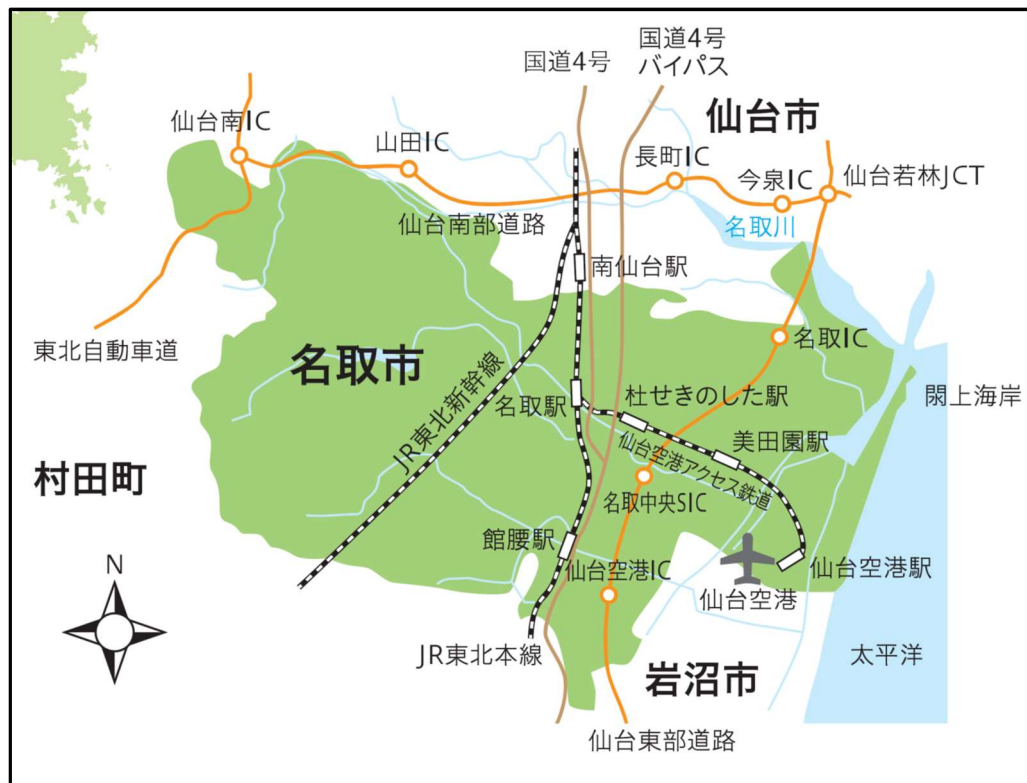 国道4号
国道4号
バイパス
仙台市
仙台南IC
山田IC
長町IC
今泉IC
仙台若林JCT
仙台南部道路
名取川
南仙台駅
東北自動車道
名取市
名取IC
JR東北新幹線
名取駅
杜せきのした駅
閖上海岸
美田園駅
仙台空港アクセス鉄道
村田町
名取中央SIC
館腰駅
仙台空港IC
仙台空港駅
仙台空港
N
JR東北本線
岩沼市
太平洋
仙台東部道路